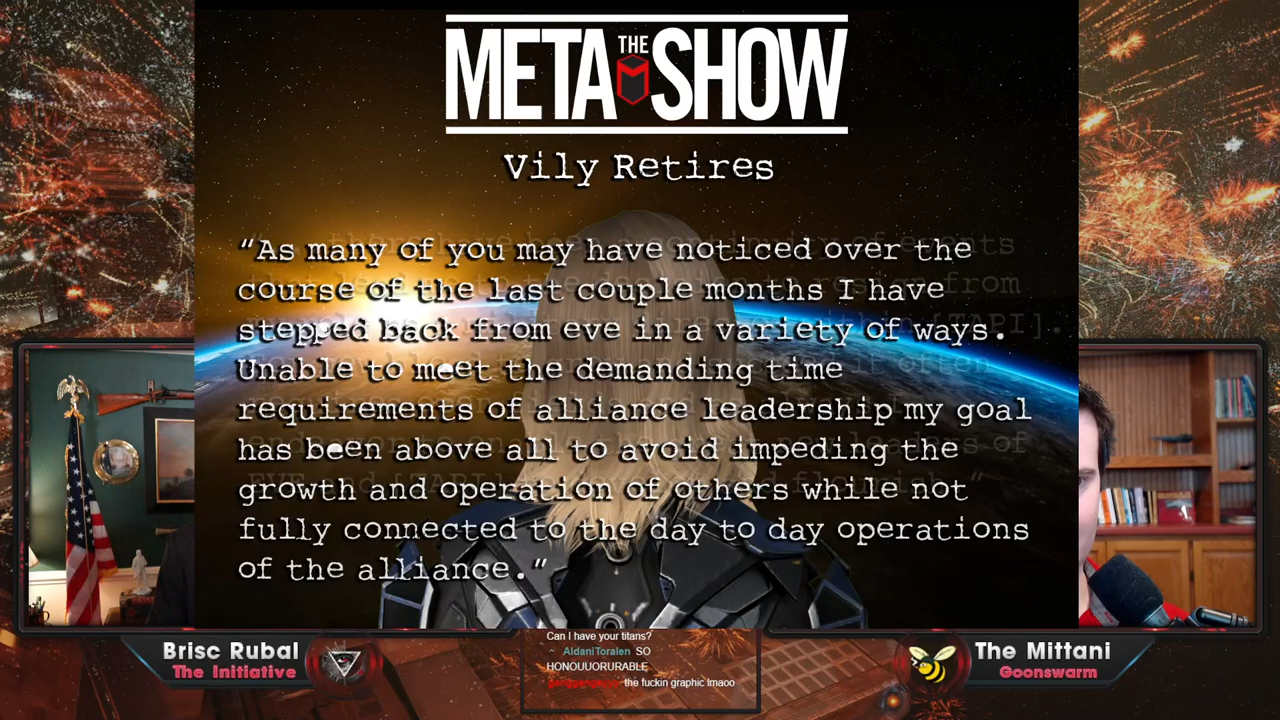 META THE SHOW
Vily Retires
“As many of you may have noticed over the
course of the last couple months I have
stepped back from eve in a variety of ways.
Unable to meet the demanding time
requirements of alliance leadership my goal
has been above all to avoid impeding the
growth and operation of others while not
fully connected to the day to day operations
of the alliance.”
Brisc Rubal
The Initiative
Can I have your titans?
AldaniToralen SO
HONOUUORURABLE
the fuckin graphic lmaoo
The Mittani
Goonswarm